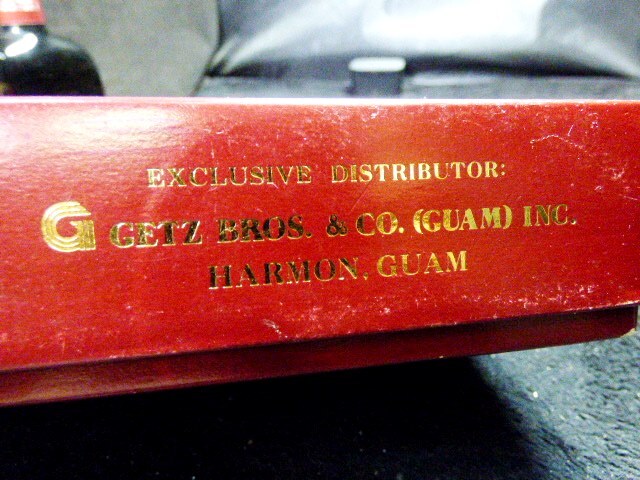 EXCLUSIVE DISTRIBUTOR:
G GETZ BROS. & CO. (GUAM) INC.
HARMON, GUAM